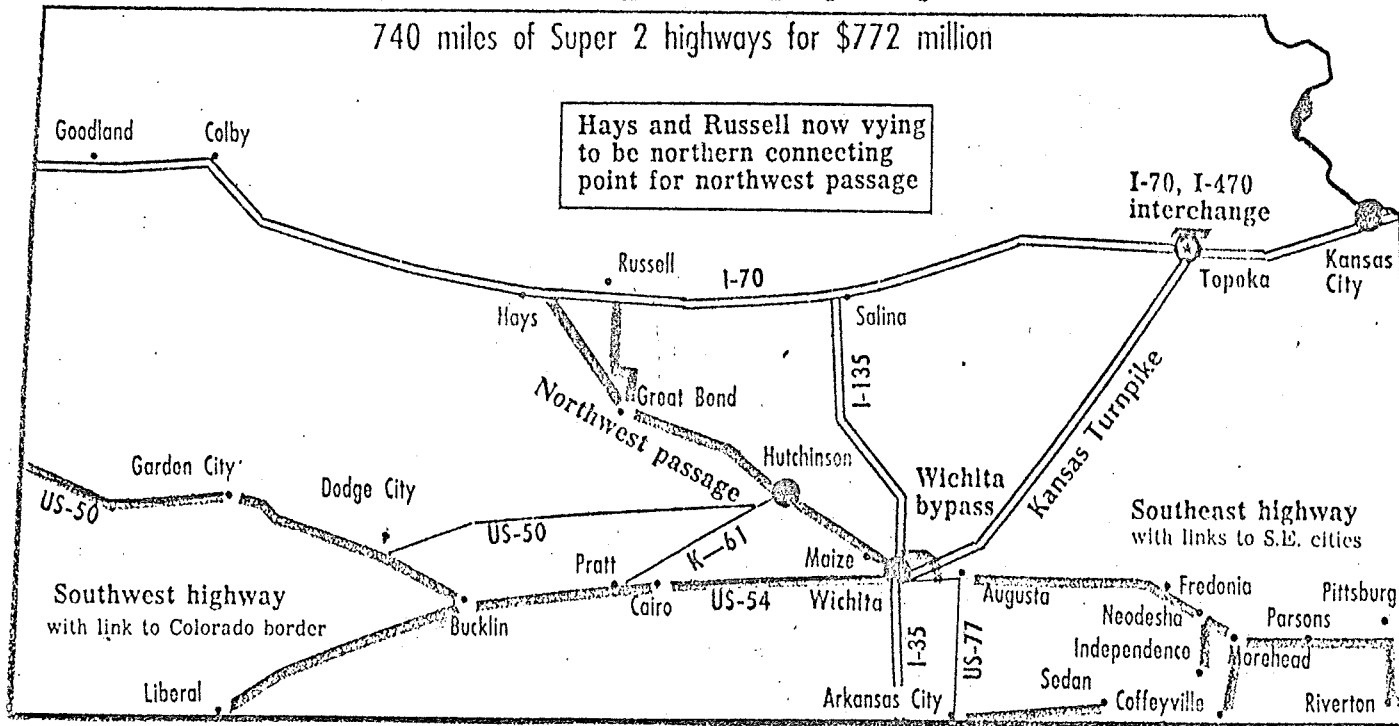 740 miles of Super 2 highways for $772 million
Goodland
Colby
Hays and Russell now vying
to be northern connecting
point for northwest passage
I-70, I-470
interchange
Russell
I-70
Topoka
Kansas
City
Hays
Salina
I-135
Kansas Turnpike
Great Bond
Northwest passage
Hutchinson
Garden City
Dodge City
Wichita
bypass
US-50
US-50
Southeast highway
with links to S.E. cities
Pratt
K-61
Maize
Southwest highway
with link to Colorado border
Bucklin
Cairo
US-54
Wichita
Augusta
Fredonia
Pittsburg
Neodesha
Parsons
Independence
Morehead
I-35
US-77
Liberal
Arkansas City
Sedan
Coffeyville
Riverton